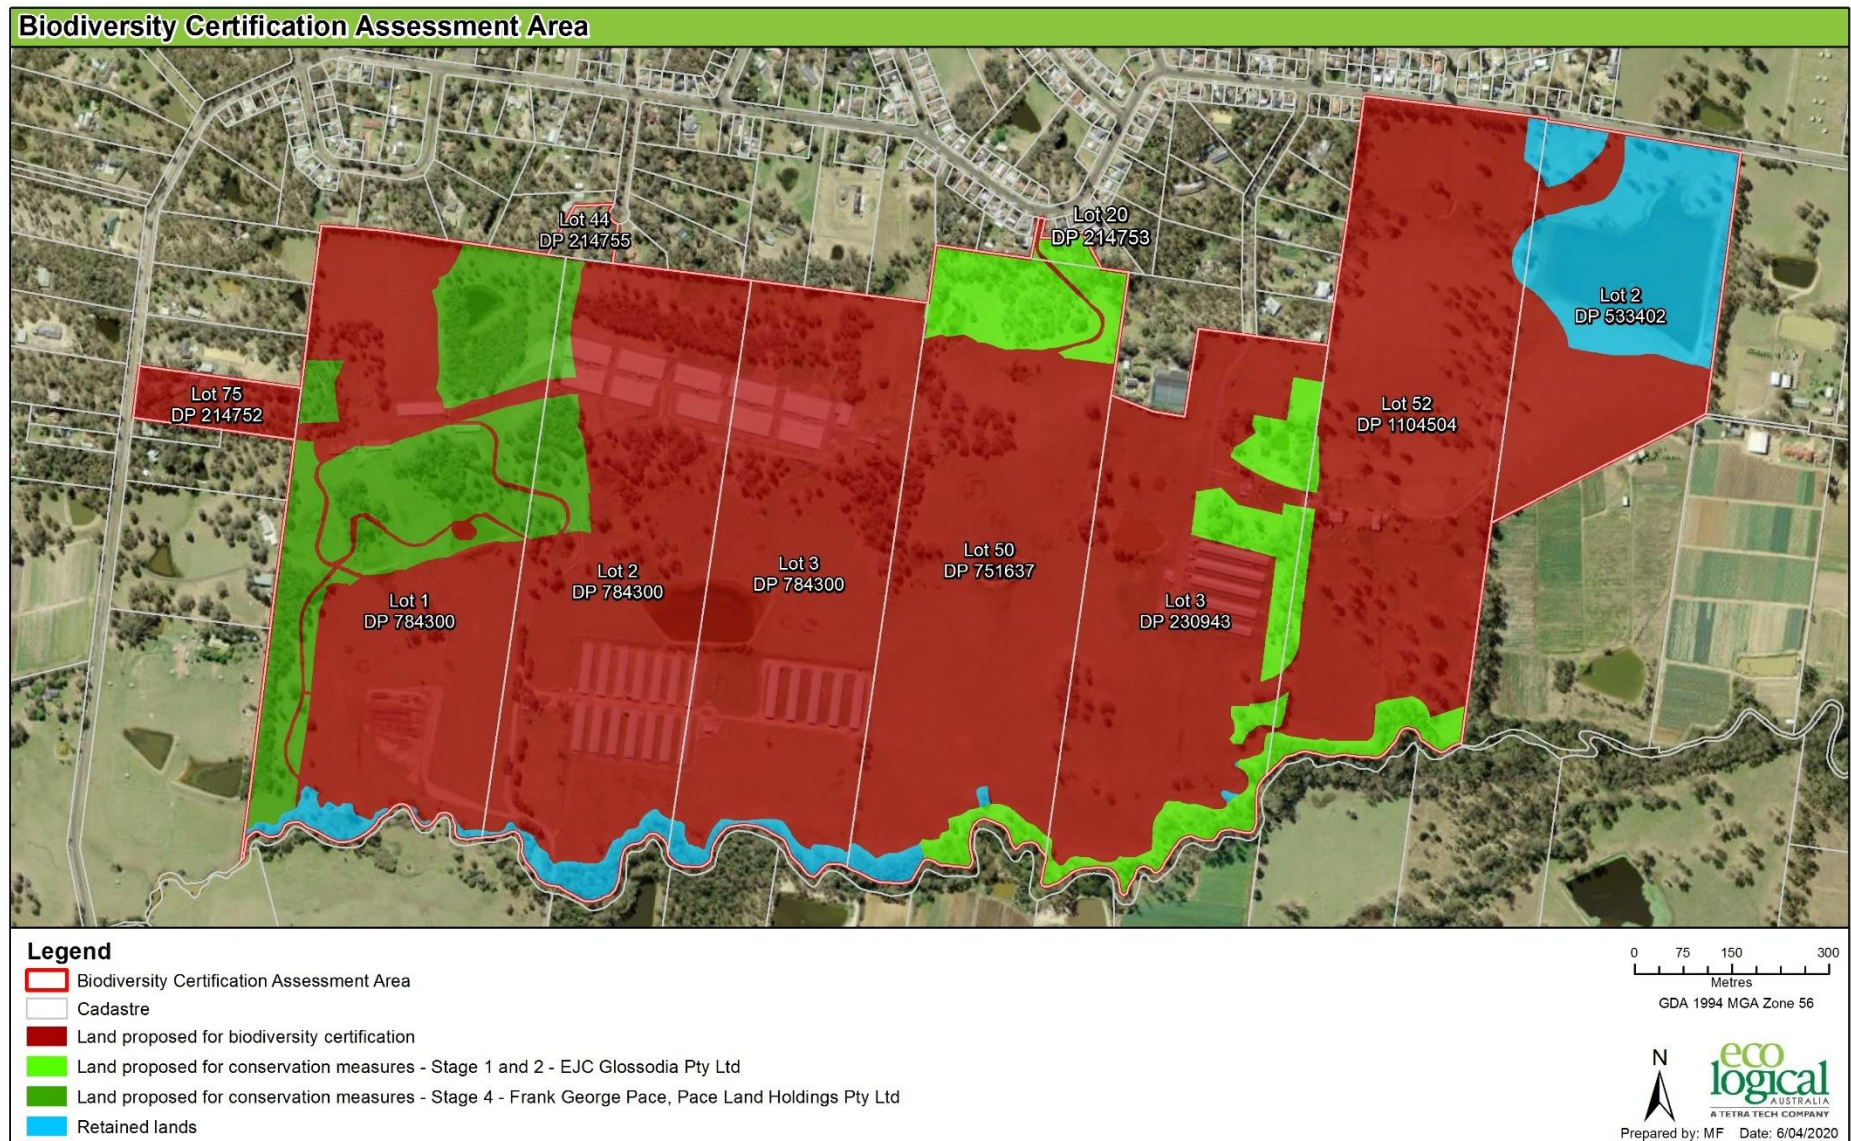 Biodiversity Certification Assessment Area
Lot 44
DP 214755
Lot 20
DP 214753
Lot 2
DP 533402
Lot 75
DP 214752
Lot 52
DP 1104504
Lot 1
DP 784300
Lot 2
DP 784300
Lot 3
DP 784300
Lot 50
DP 751637
Lot 3
DP 230943
Legend
Biodiversity Certification Assessment Area
Cadastre
Land proposed for biodiversity certification
Land proposed for conservation measures - Stage 1 and 2 - EJC Glossodia Pty Ltd
Land proposed for conservation measures - Stage 4 - Frank George Pace, Pace Land Holdings Pty Ltd
Retained lands
0 75 150 300
Metres
GDA 1994 MGA Zone 56
N
eco
logical
AUSTRALIA
A TETRA TECH COMPANY
Prepared by: MF Date: 6/04/2020